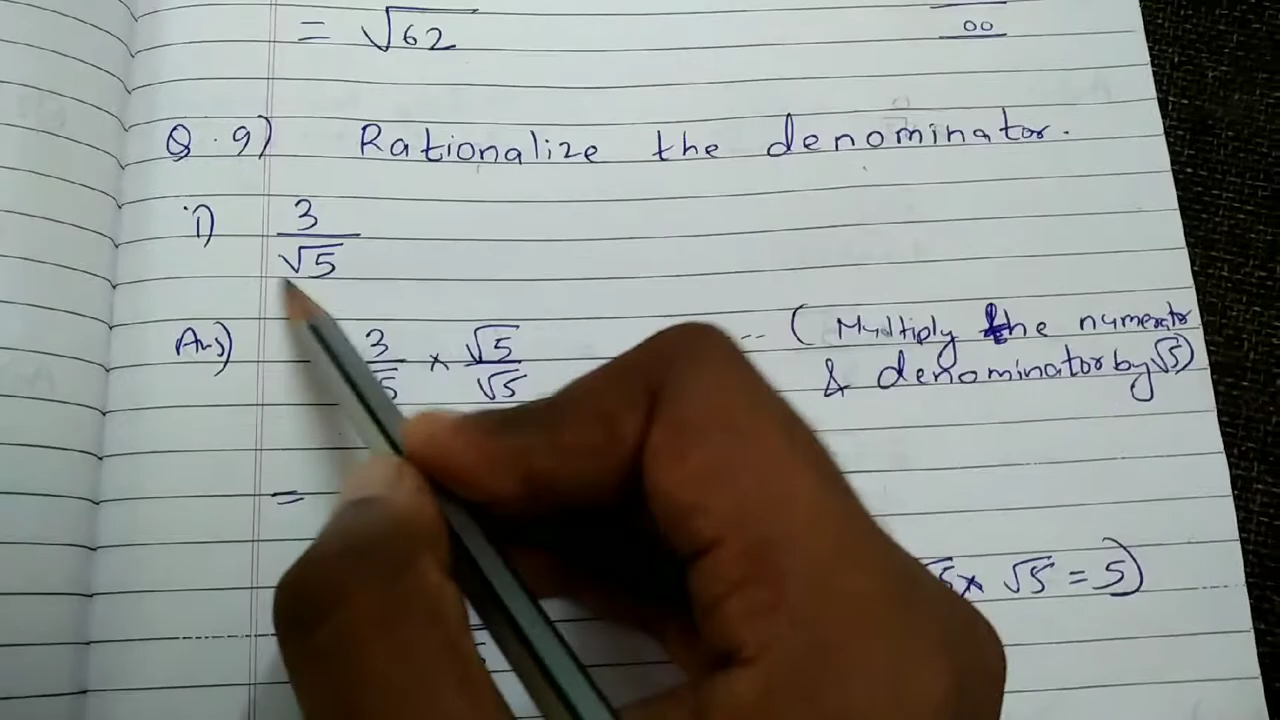 = √62
00
Q.9) Rationalize the denominator.
i) 3
√5
Ans) 3/√5 × √5/√5 -- ( Multiply the numerator
& denominator by √5)
=
√5 × √5 = 5)